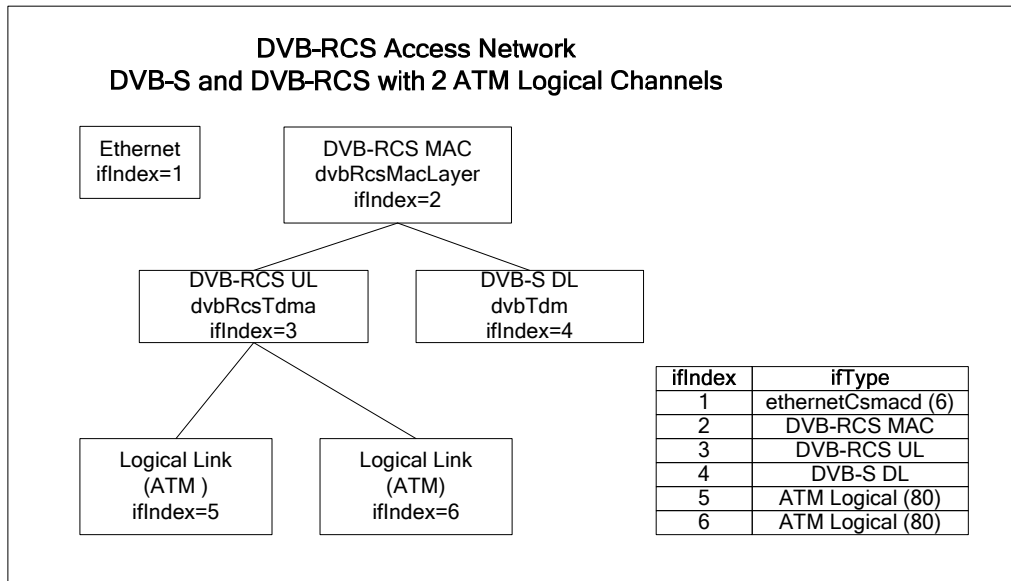 DVB-RCS Access Network
DVB-S and DVB-RCS with 2 ATM Logical Channels
Ethernet
ifIndex=1
DVB-RCS MAC
dvbRcsMacLayer
ifIndex=2
DVB-RCS UL
dvbRcsTdma
ifIndex=3
DVB-S DL
dvbTdm
ifIndex=4
Logical Link
(ATM )
ifIndex=5
Logical Link
(ATM)
ifIndex=6
ifIndex ifType
1 ethernetCsmacd (6)
2 DVB-RCS MAC
3 DVB-RCS UL
4 DVB-S DL
5 ATM Logical (80)
6 ATM Logical (80)